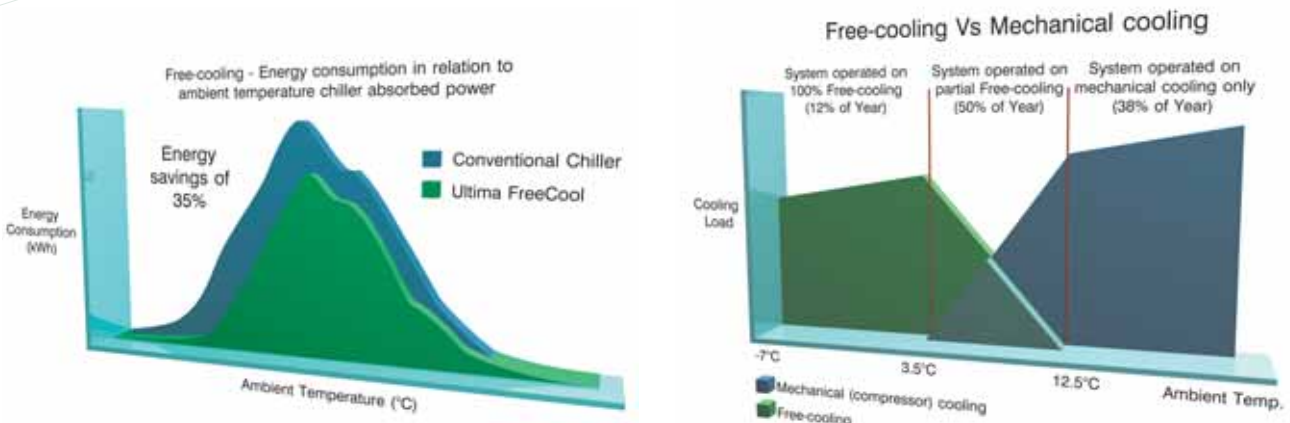 Free-cooling - Energy consumption in relation to
ambient temperature chiller absorbed power
Energy
savings of
35%
Conventional Chiller
Ultima FreeCool
Energy
Consumption
(kWh)
Ambient Temperature (°C)
Free-cooling Vs Mechanical cooling
System operated on
100% Free-cooling
(12% of Year)
System operated on
partial Free-cooling
(50% of Year)
System operated on
mechanical cooling only
(38% of Year)
Cooling
Load
-7°C
3.5°C
12.5°C
Ambient Temp.
Mechanical (compressor) cooling
Free-cooling